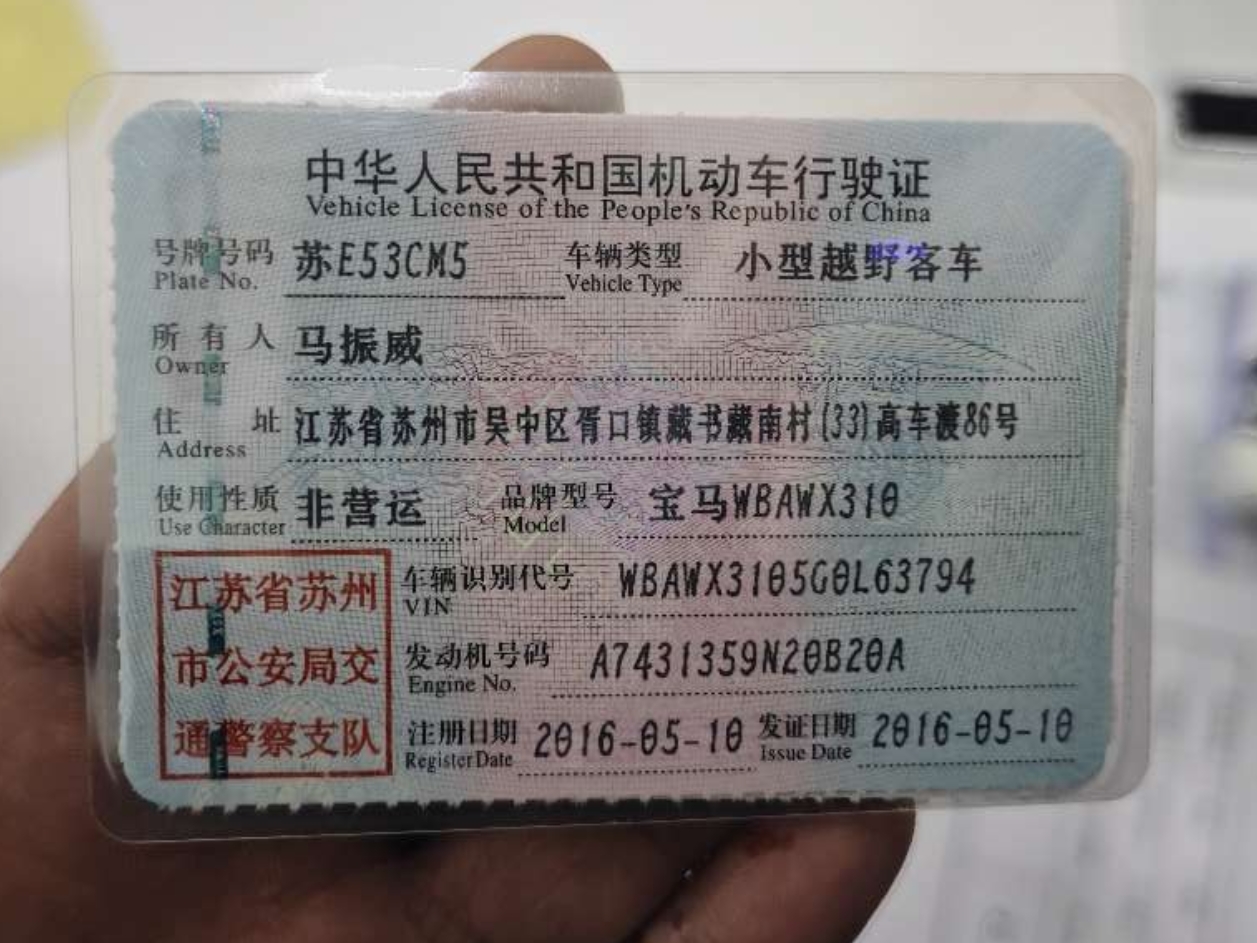 中华人民共和国机动车行驶证
Vehicle License of the People's Republic of China
号牌号码 苏E53CM5 车辆类型 小型越野客车
Plate No. Vehicle Type
所有人 马振威
Owner
住址 江苏省苏州市吴中区胥口镇藏书藏南村(33)高车渡86号
Address
使用性质 非营运 品牌型号 宝马WBAWX310
Use Character Model
江苏省苏州 车辆识别代号 WBAWX3105G0L63794
VIN
市公安局交 发动机号码 A7431359N20B20A
Engine No.
通警察支队 注册日期 2016-05-10 发证日期 2016-05-10
Register Date Issue Date